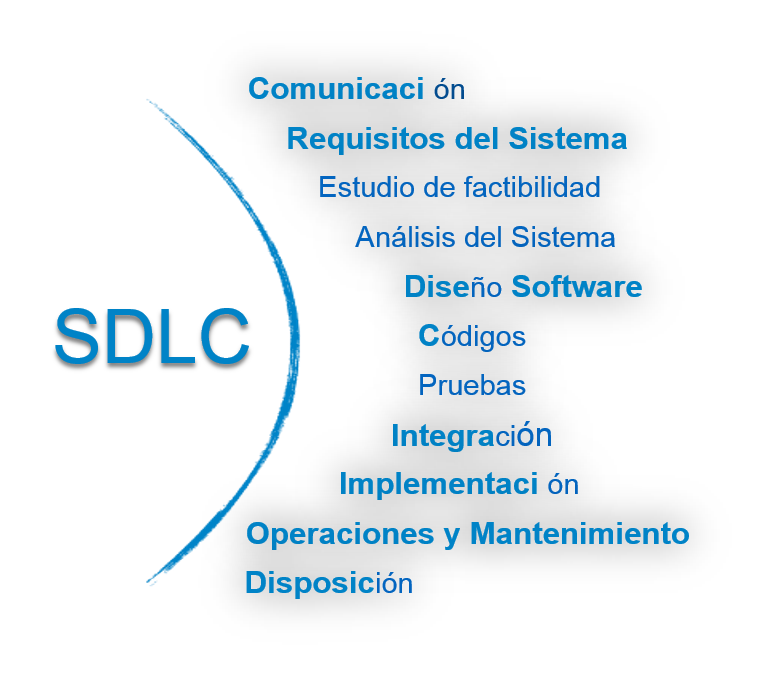 Comunicaci ón
Requisitos del Sistema
Estudio de factibilidad
Análisis del Sistema
Diseño Software
SDLC
Códigos
Pruebas
Integración
Implementaci ón
Operaciones y Mantenimiento
Disposición